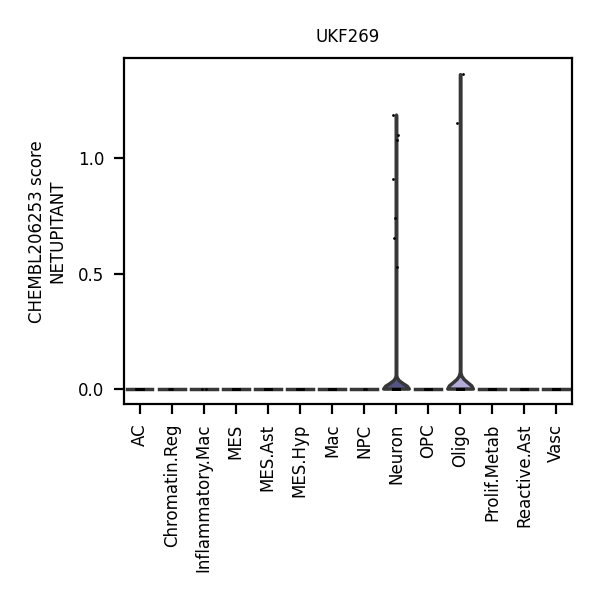 UKF269
CHEMBL206253 score
NETUPITANT
1.0
0.5
0.0
AC
Chromatin.Reg
Inflammatory.Mac
MES
MES.Ast
MES.Hyp
Mac
NPC
Neuron
OPC
Oligo
Prolif.Metab
Reactive.Ast
Vasc